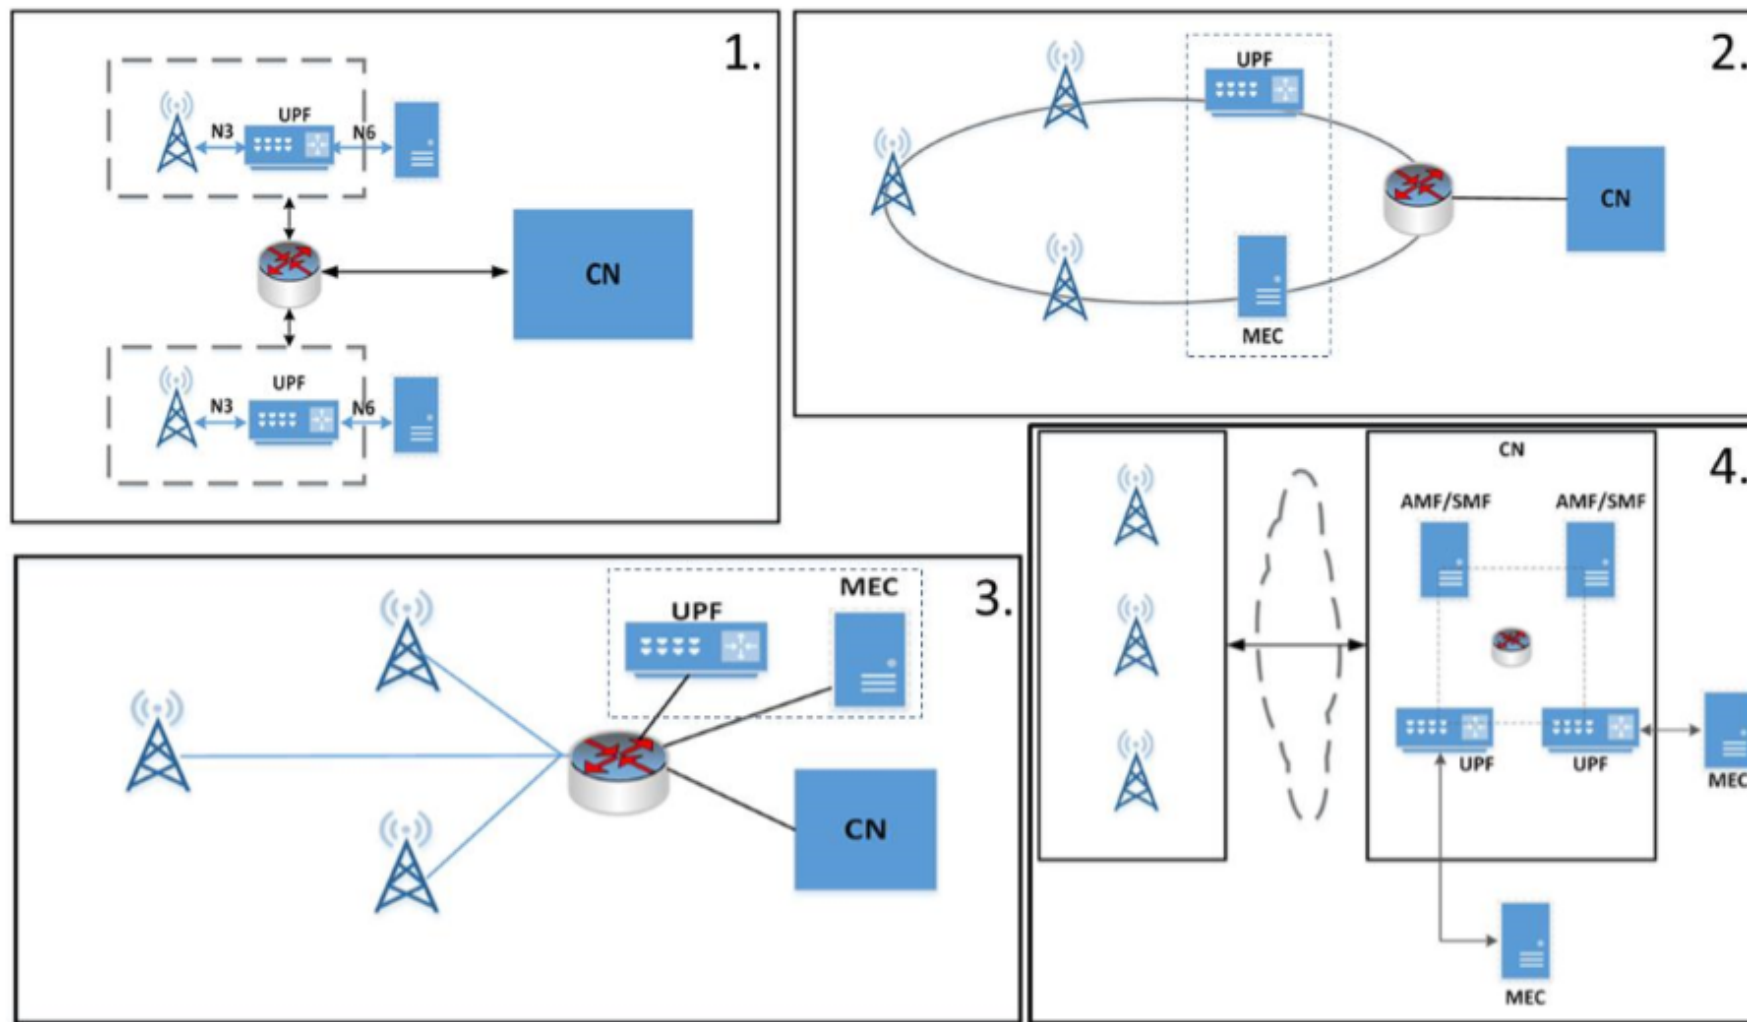 1.
UPF
N3
N6
CN
UPF
N3
N6
2.
UPF
CN
MEC
3.
MEC
UPF
CN
4.
CN
AMF/SMF
AMF/SMF
UPF
UPF
MEC
MEC